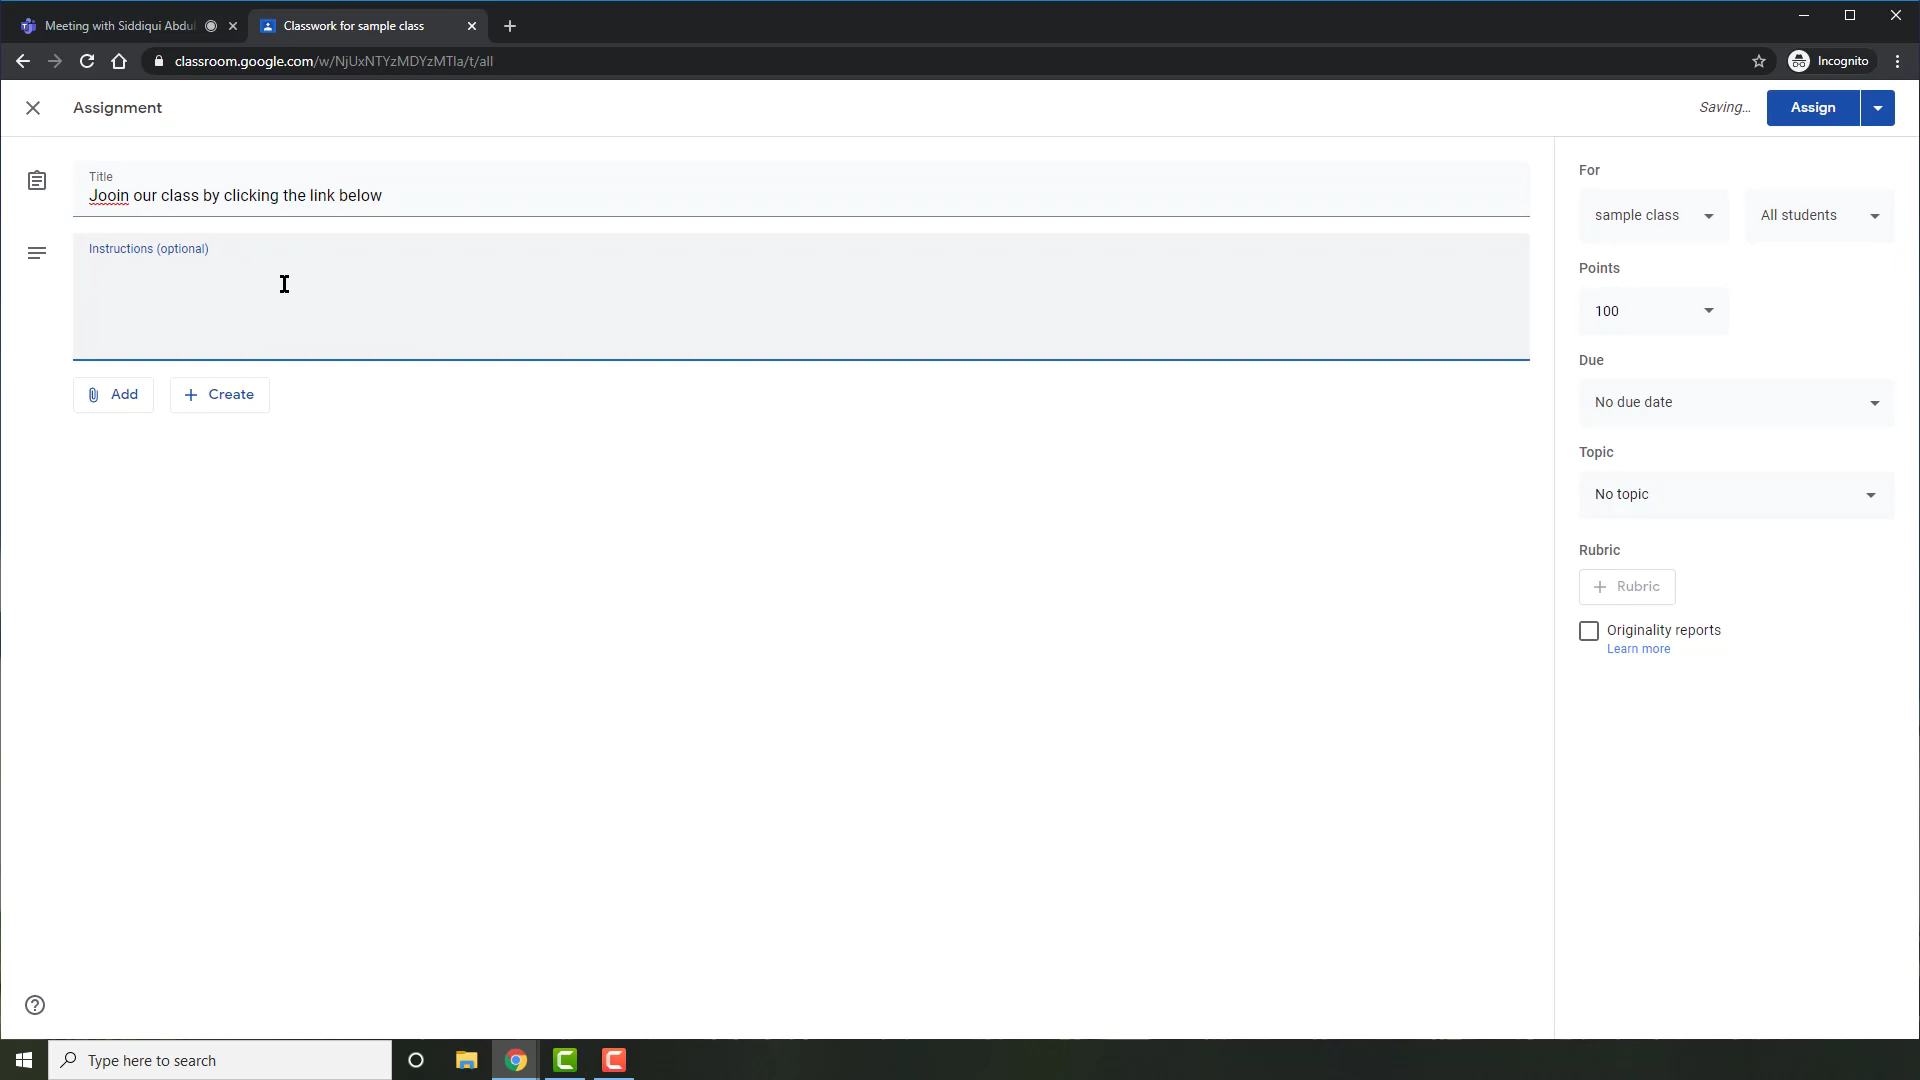 Meeting with Siddiqui Abdul
Classwork for sample class
classroom.google.com/w/NjUxNTYzMDYzMTla/t/all
Incognito
Assignment
Saving...
Assign
Title
Jooin our class by clicking the link below
Instructions (optional)
Add
Create
For
sample class
All students
Points
100
Due
No due date
Topic
No topic
Rubric
Rubric
Originality reports
Learn more
Type here to search